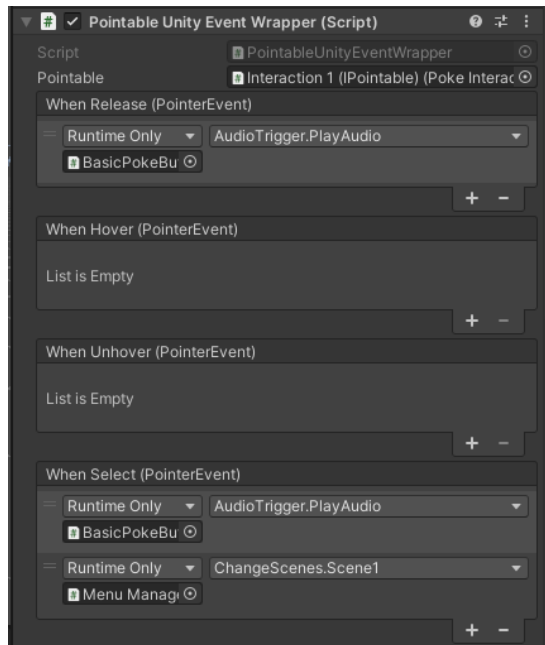 Pointable Unity Event Wrapper (Script)
Script PointableUnityEventWrapper
Pointable Interaction 1 (IPointable) (Poke Interac
When Release (PointerEvent)
Runtime Only AudioTrigger.PlayAudio
BasicPokeBu
When Hover (PointerEvent)
List is Empty
When Unhover (PointerEvent)
List is Empty
When Select (PointerEvent)
Runtime Only AudioTrigger.PlayAudio
BasicPokeBu
Runtime Only ChangeScenes.Scene1
Menu Manag